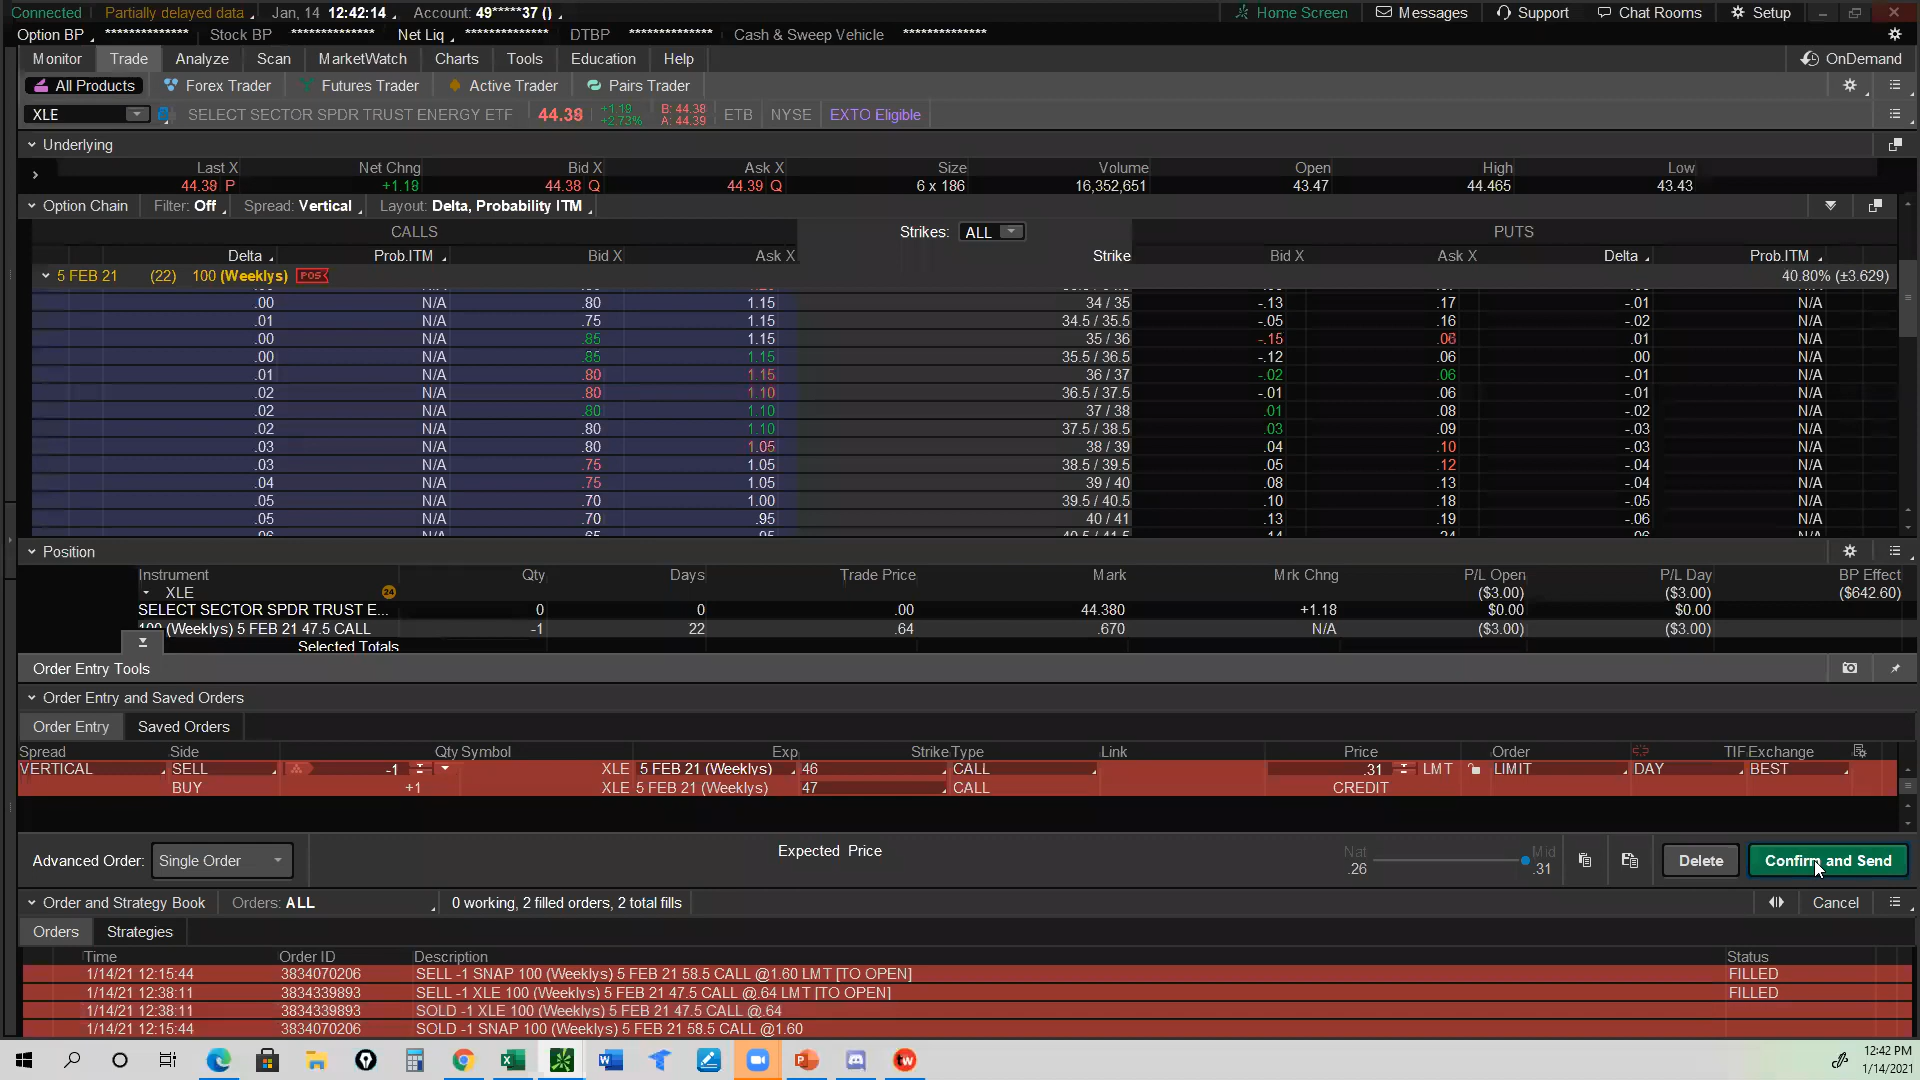 Connected Partially delayed data Jan, 14 12:42:14 Account: 49*****37 () Home Screen Messages Support Chat Rooms Setup
Option BP ************** Stock BP ************** Net Liq ************** DTBP ************** Cash & Sweep Vehicle **************
Monitor Trade Analyze Scan MarketWatch Charts Tools Education Help OnDemand
All Products Forex Trader Futures Trader Active Trader Pairs Trader
XLE SELECT SECTOR SPDR TRUST ENERGY ETF 44.38 +1.18 +2.73% B: 44.38 A: 44.39 ETB NYSE EXTO Eligible
Underlying
Last X Net Chng Bid X Ask X Size Volume Open High Low
44.38 P +1.18 44.38 Q 44.39 Q 6 x 186 16,352,651 43.47 44.465 43.43
Option Chain Filter: Off Spread: Vertical Layout: Delta, Probability ITM
CALLS Strikes: ALL PUTS
Delta Prob.ITM Bid X Ask X Strike Bid X Ask X Delta Prob.ITM
5 FEB 21 (22) 100 (Weeklys) POS 40.80% (±3.629)
.00 N/A .80 1.15 34 / 35 -.13 .17 -.01 N/A
.01 N/A .75 1.15 34.5 / 35.5 -.05 .16 -.02 N/A
.00 N/A .85 1.15 35 / 36 -.15 .06 .01 N/A
.00 N/A .85 1.15 35.5 / 36.5 -.12 .06 .00 N/A
.01 N/A .80 1.15 36 / 37 -.02 .06 -.01 N/A
.02 N/A .80 1.10 36.5 / 37.5 -.01 .06 -.01 N/A
.02 N/A .80 1.10 37 / 38 .01 .08 -.02 N/A
.02 N/A .80 1.10 37.5 / 38.5 .03 .09 -.03 N/A
.03 N/A .80 1.05 38 / 39 .04 .10 -.03 N/A
.03 N/A .75 1.05 38.5 / 39.5 .05 .12 -.04 N/A
.04 N/A .75 1.05 39 / 40 .08 .13 -.04 N/A
.05 N/A .70 1.00 39.5 / 40.5 .10 .18 -.05 N/A
.05 N/A .70 .95 40 / 41 .13 .19 -.06 N/A
Position
Instrument Qty Days Trade Price Mark Mrk Chng P/L Open P/L Day BP Effect
XLE 24 ($3.00) ($3.00) ($642.60)
SELECT SECTOR SPDR TRUST E... 0 0 .00 44.380 +1.18 $0.00 $0.00
100 (Weeklys) 5 FEB 21 47.5 CALL -1 22 .64 .670 N/A ($3.00) ($3.00)
Selected Totals
Order Entry Tools
Order Entry and Saved Orders
Order Entry Saved Orders
Spread Side Qty Symbol Exp Strike Type Link Price Order TIF Exchange
VERTICAL SELL -1 XLE 5 FEB 21 (Weeklys) 46 CALL .31 LMT LIMIT DAY BEST
BUY +1 XLE 5 FEB 21 (Weeklys) 47 CALL CREDIT
Advanced Order: Single Order Expected Price Nat .26 Mid .31 Delete Confirm and Send
Order and Strategy Book Orders: ALL 0 working, 2 filled orders, 2 total fills Cancel
Orders Strategies
Time Order ID Description Status
1/14/21 12:15:44 3834070206 SELL -1 SNAP 100 (Weeklys) 5 FEB 21 58.5 CALL @1.60 LMT [TO OPEN] FILLED
1/14/21 12:38:11 3834339893 SELL -1 XLE 100 (Weeklys) 5 FEB 21 47.5 CALL @.64 LMT [TO OPEN] FILLED
1/14/21 12:38:11 3834339893 SOLD -1 XLE 100 (Weeklys) 5 FEB 21 47.5 CALL @.64
1/14/21 12:15:44 3834070206 SOLD -1 SNAP 100 (Weeklys) 5 FEB 21 58.5 CALL @1.60
tw
12:42 PM
1/14/2021